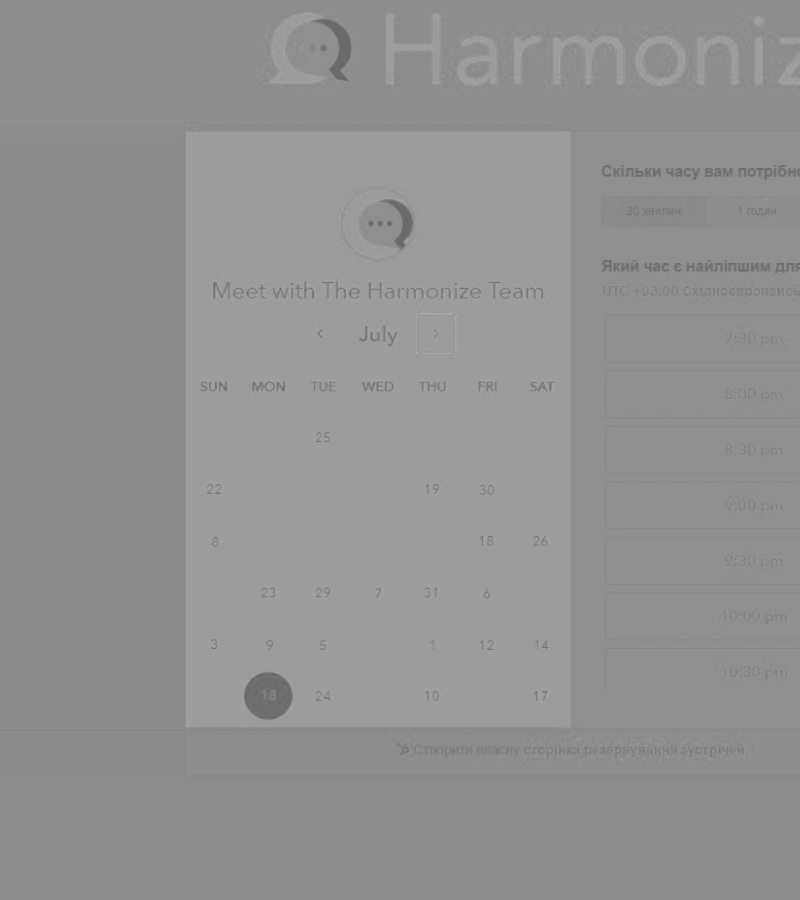 Harmoniz
Meet with The Harmonize Team
July
SUN MON TUE WED THU FRI SAT
25
22 19 30
8 18 26
23 29 7 31 6
3 9 5 1 12 14
18 24 10 17
Скільки часу вам потрібно
30 хвилин 1 годин
Який час є найліпшим для
UTC +03:00 Східноєвропейсь
7:30 pm
8:00 pm
8:30 pm
9:00 pm
9:30 pm
10:00 pm
10:30 pm
Створити власну сторінка резервування зустрічей